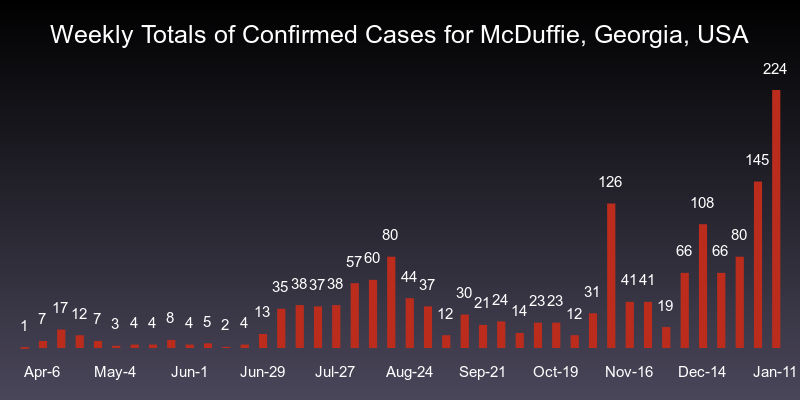 Weekly Totals of Confirmed Cases for McDuffie, Georgia, USA
1 7 17 12 7 3 4 4 8 4 5 2 4 13 35 38 37 38 57 60 80 44 37 12 30 21 24 14 23 23 12 31 126 41 41 19 66 108 66 80 145 224
Apr-6 May-4 Jun-1 Jun-29 Jul-27 Aug-24 Sep-21 Oct-19 Nov-16 Dec-14 Jan-11